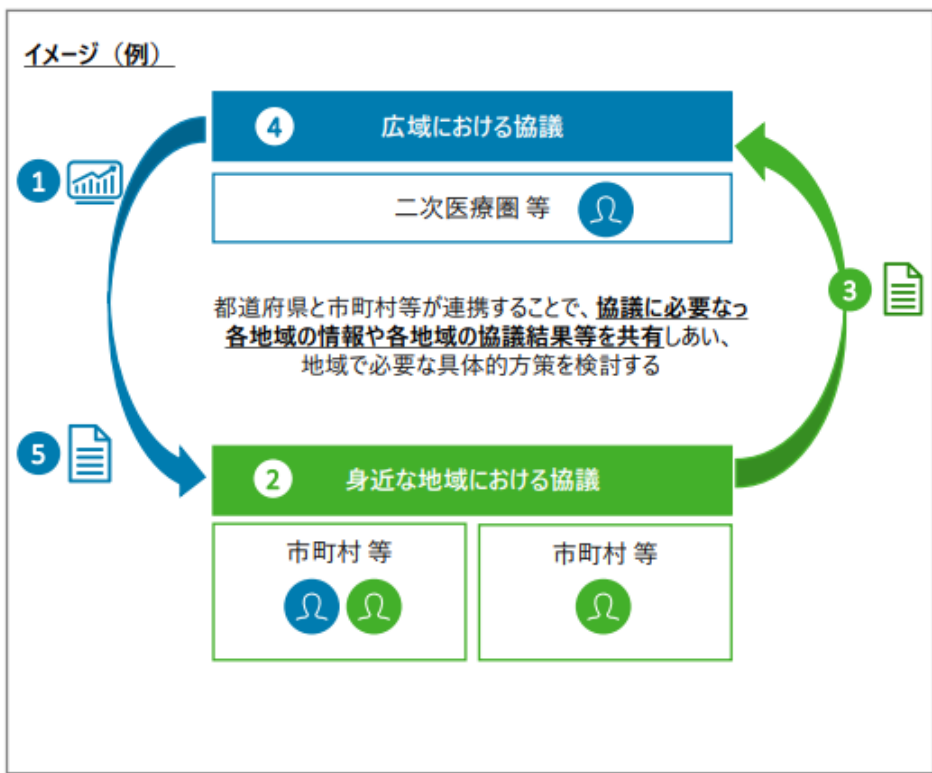 イメージ（例）
4 広域における協議
1
二次医療圏 等
3
都道府県と市町村等が連携することで、協議に必要なっ
各地域の情報や各地域の協議結果等を共有しあい、
地域で必要な具体的方策を検討する
5
2 身近な地域における協議
市町村 等
市町村 等